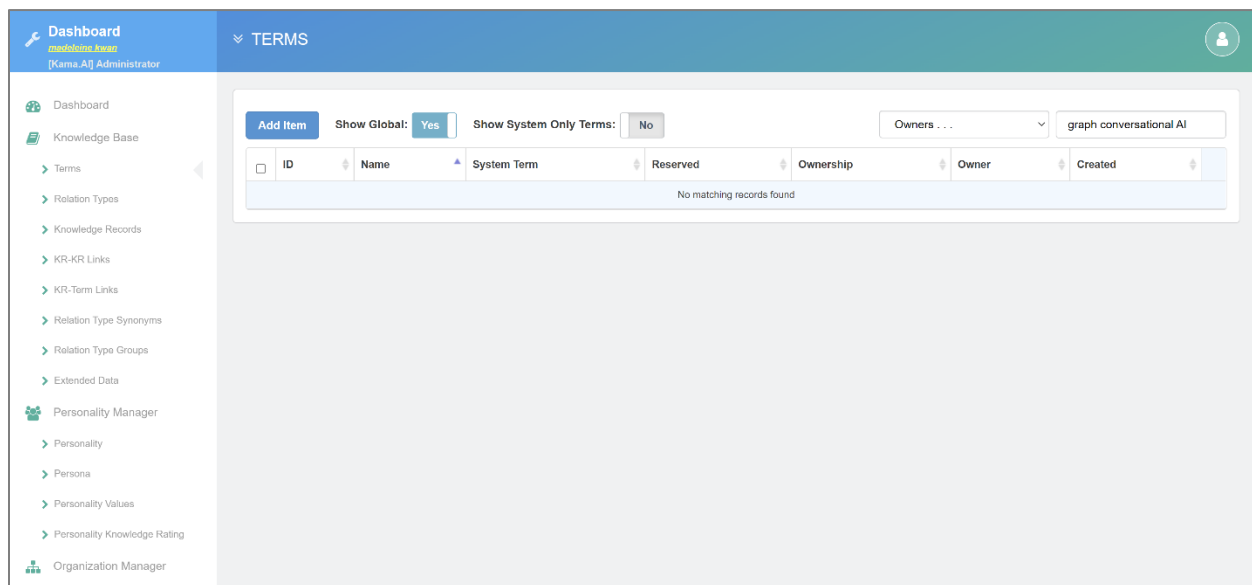 Dashboard
madeleine kwan
[Kama.AI] Administrator
TERMS
Dashboard
Knowledge Base
Terms
Relation Types
Knowledge Records
KR-KR Links
KR-Term Links
Relation Type Synonyms
Relation Type Groups
Extended Data
Personality Manager
Personality
Persona
Personality Values
Personality Knowledge Rating
Organization Manager
Add Item Show Global: Yes Show System Only Terms: No Owners . . . graph conversational AI
ID Name System Term Reserved Ownership Owner Created
No matching records found